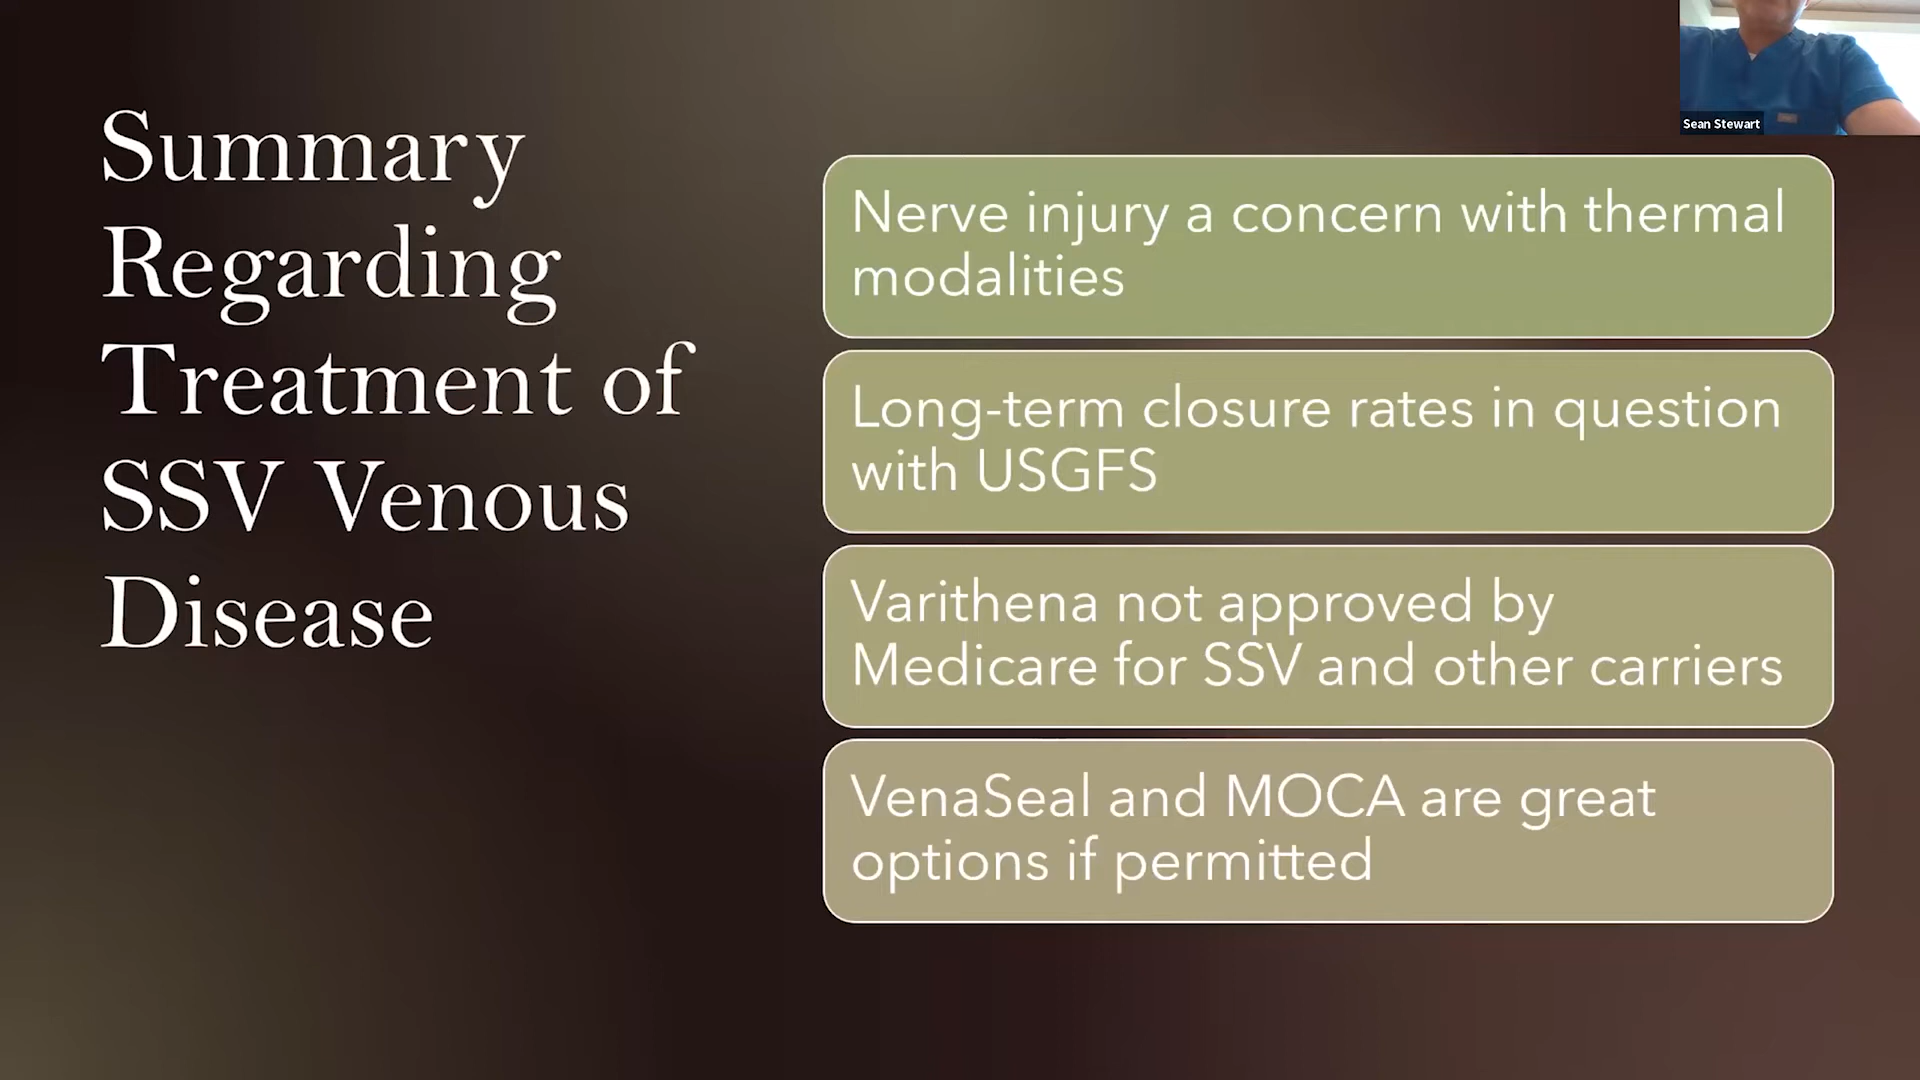 Summary
Regarding
Treatment of
SSV Venous
Disease
Sean Stewart
Nerve injury a concern with thermal
modalities
Long-term closure rates in question
with USGFS
Varithena not approved by
Medicare for SSV and other carriers
VenaSeal and MOCA are great
options if permitted